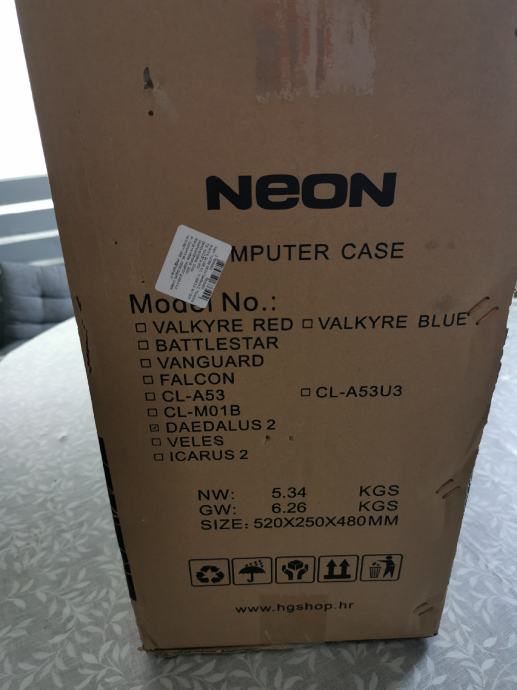 NeON
MPUTER CASE
Model No.:
VALKYRE RED VALKYRE BLUE
BATTLESTAR
VANGUARD
FALCON
CL-A53 CL-A53U3
CL-M01B
DAEDALUS 2
VELES
ICARUS 2
NW: 5.34 KGS
GW: 6.26 KGS
SIZE: 520X250X480MM
www.hgshop.hr